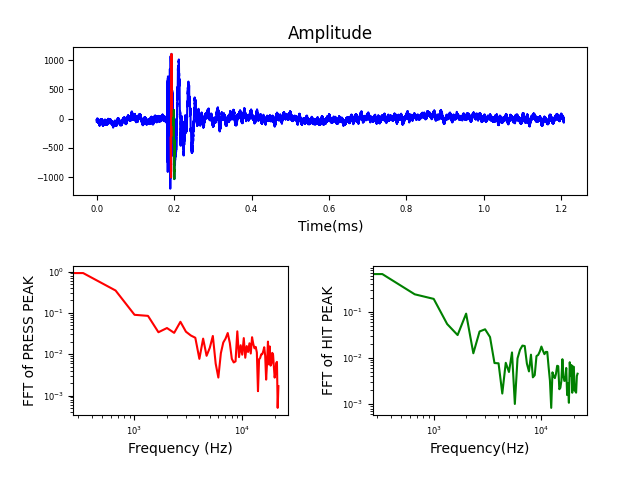 Amplitude
1000
500
0
−500
−1000
0.0 0.2 0.4 0.6 0.8 1.0 1.2
Time(ms)
FFT of PRESS PEAK
10⁰
10⁻¹
10⁻²
10⁻³
10³ 10⁴
Frequency (Hz)
FFT of HIT PEAK
10⁻¹
10⁻²
10⁻³
10³ 10⁴
Frequency(Hz)